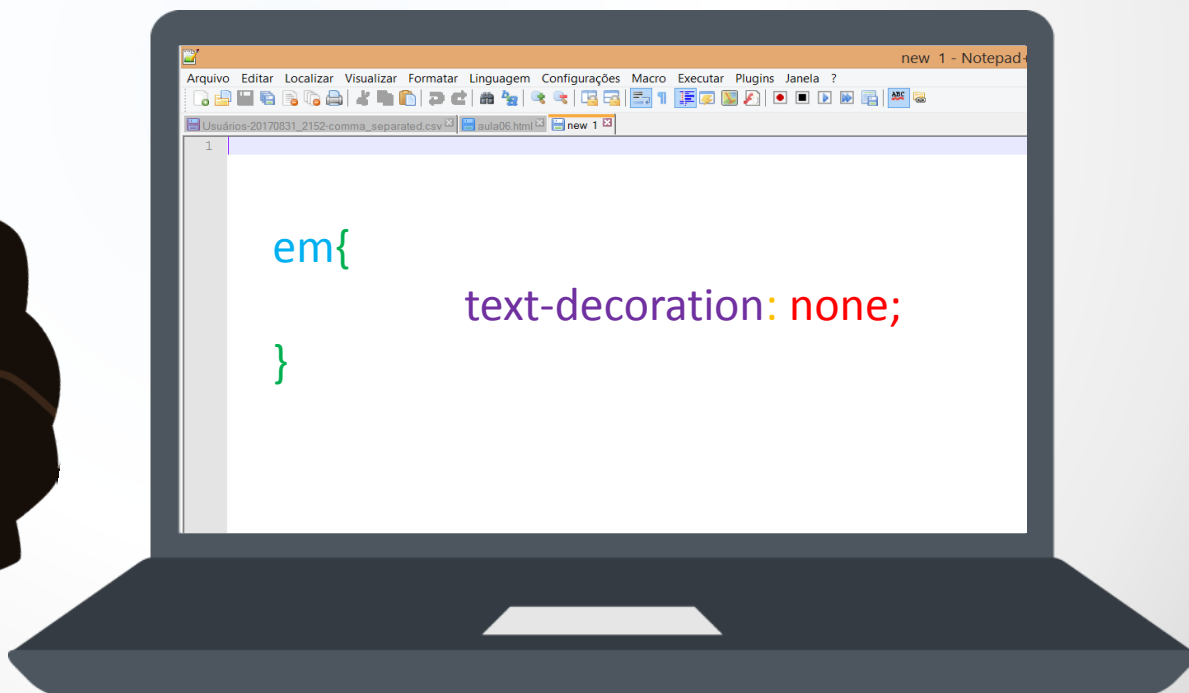 new 1 - Notepad+
Arquivo Editar Localizar Visualizar Formatar Linguagem Configurações Macro Executar Plugins Janela ?
Usuários-20170831_2152-comma_separated.csv aula06.html new 1
1
em{
text-decoration: none;
}